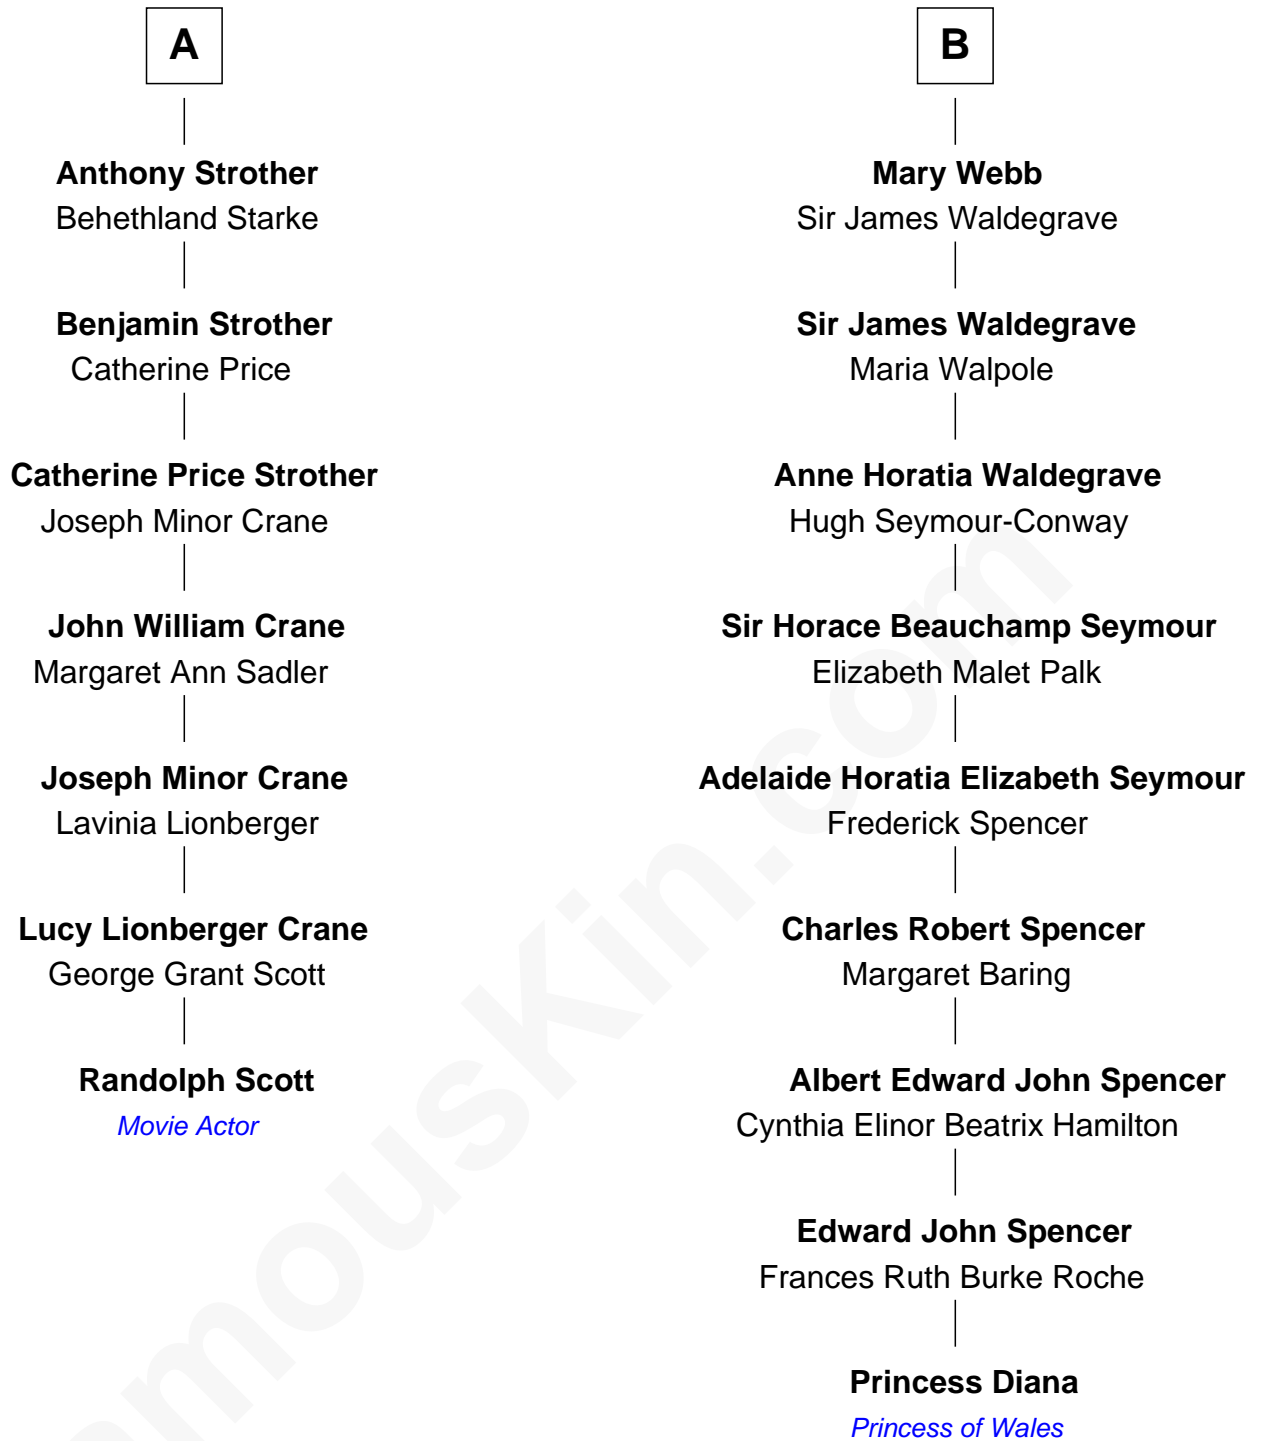 A
Anthony Strother
Behethland Starke
Benjamin Strother
Catherine Price
Catherine Price Strother
Joseph Minor Crane
John William Crane
Margaret Ann Sadler
Joseph Minor Crane
Lavinia Lionberger
Lucy Lionberger Crane
George Grant Scott
Randolph Scott
Movie Actor
B
Mary Webb
Sir James Waldegrave
Sir James Waldegrave
Maria Walpole
Anne Horatia Waldegrave
Hugh Seymour-Conway
Sir Horace Beauchamp Seymour
Elizabeth Malet Palk
Adelaide Horatia Elizabeth Seymour
Frederick Spencer
Charles Robert Spencer
Margaret Baring
Albert Edward John Spencer
Cynthia Elinor Beatrix Hamilton
Edward John Spencer
Frances Ruth Burke Roche
Princess Diana
Princess of Wales
mouskin.com